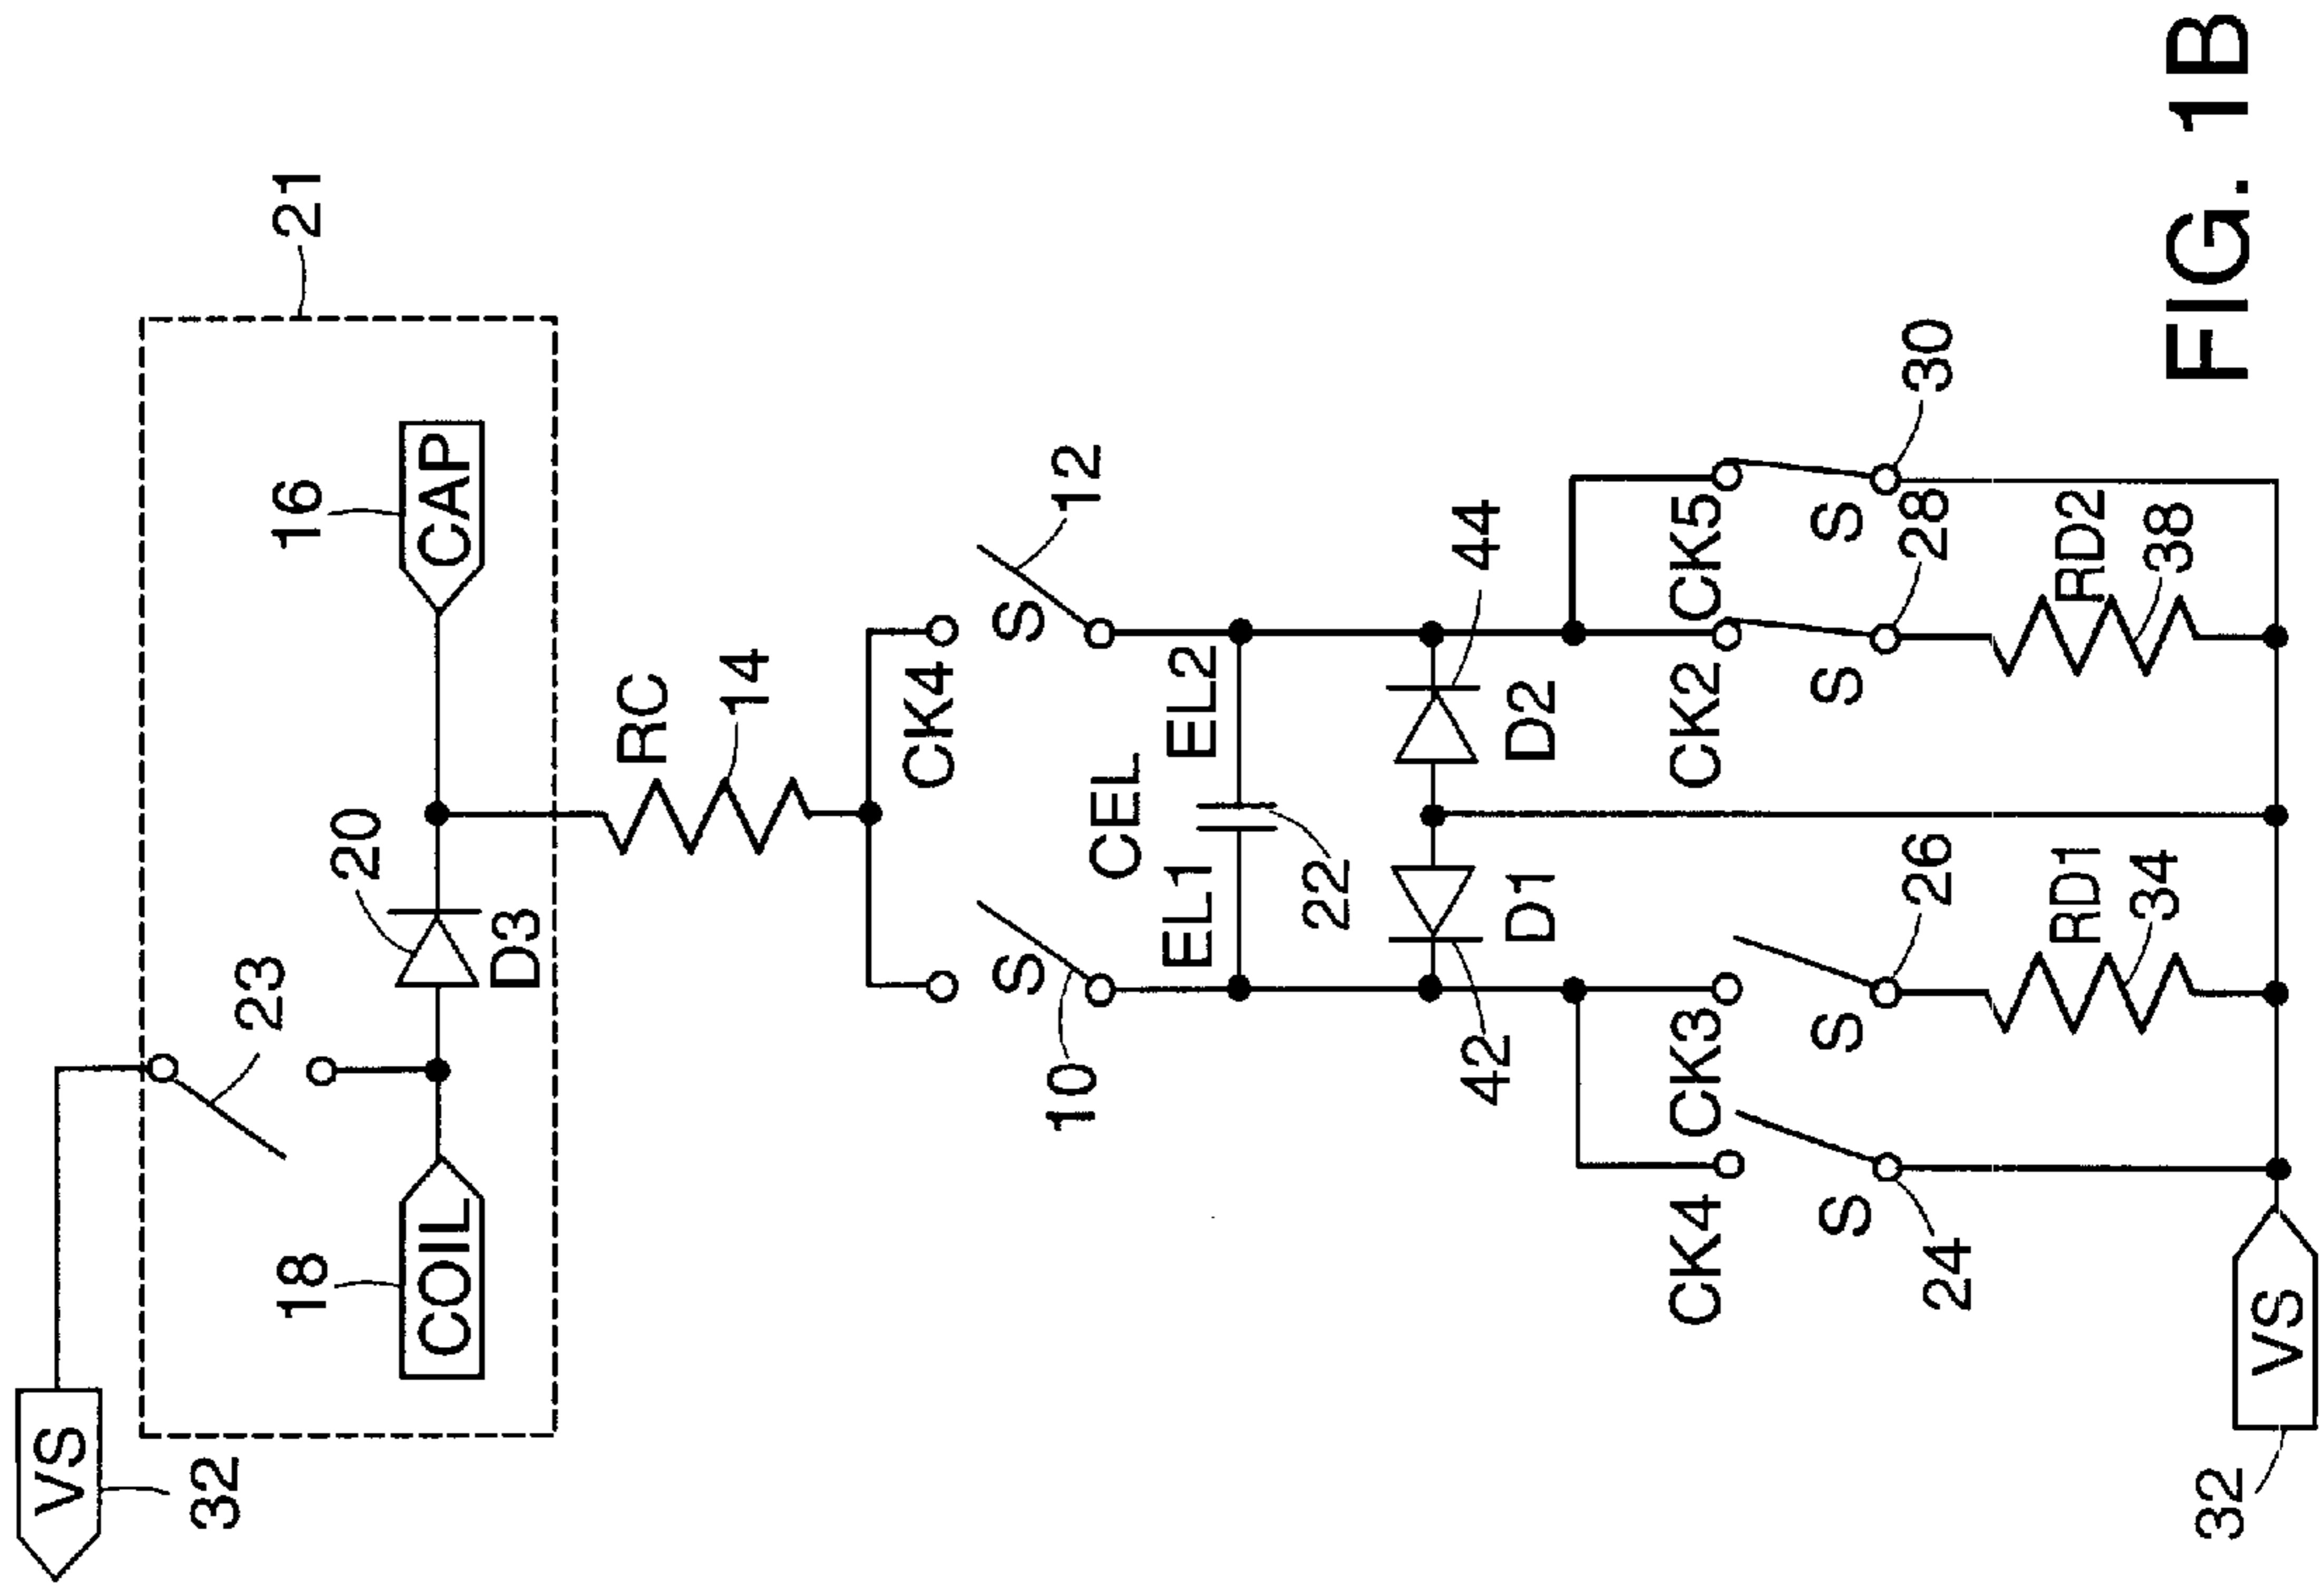 VS
32
21
23
20
D3
18
COIL
16
CAP
RC
14
CK4
S
12
S
10
CEL
EL1
EL2
22
D1
42
D2
44
CK4
S
24
CK3
S
26
RD1
34
CK2
S
28
RD2
38
CK5
S
30
VS
32
FIG. 1B